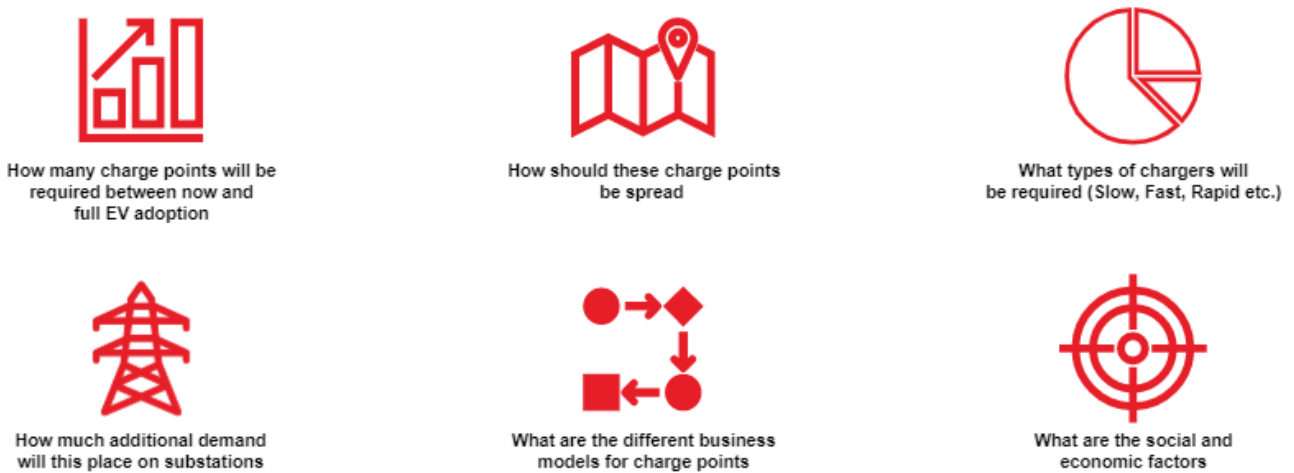 How many charge points will be
required between now and
full EV adoption
How should these charge points
be spread
What types of chargers will
be required (Slow, Fast, Rapid etc.)
How much additional demand
will this place on substations
What are the different business
models for charge points
What are the social and
economic factors